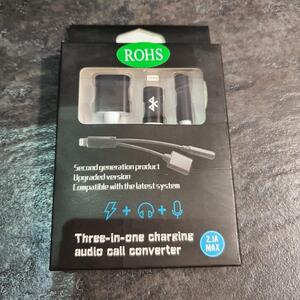 ROHS
Second generation product
Upgraded version
Compatible with the latest system
Three-in-one charging
audio call converter
2.1A
MAX